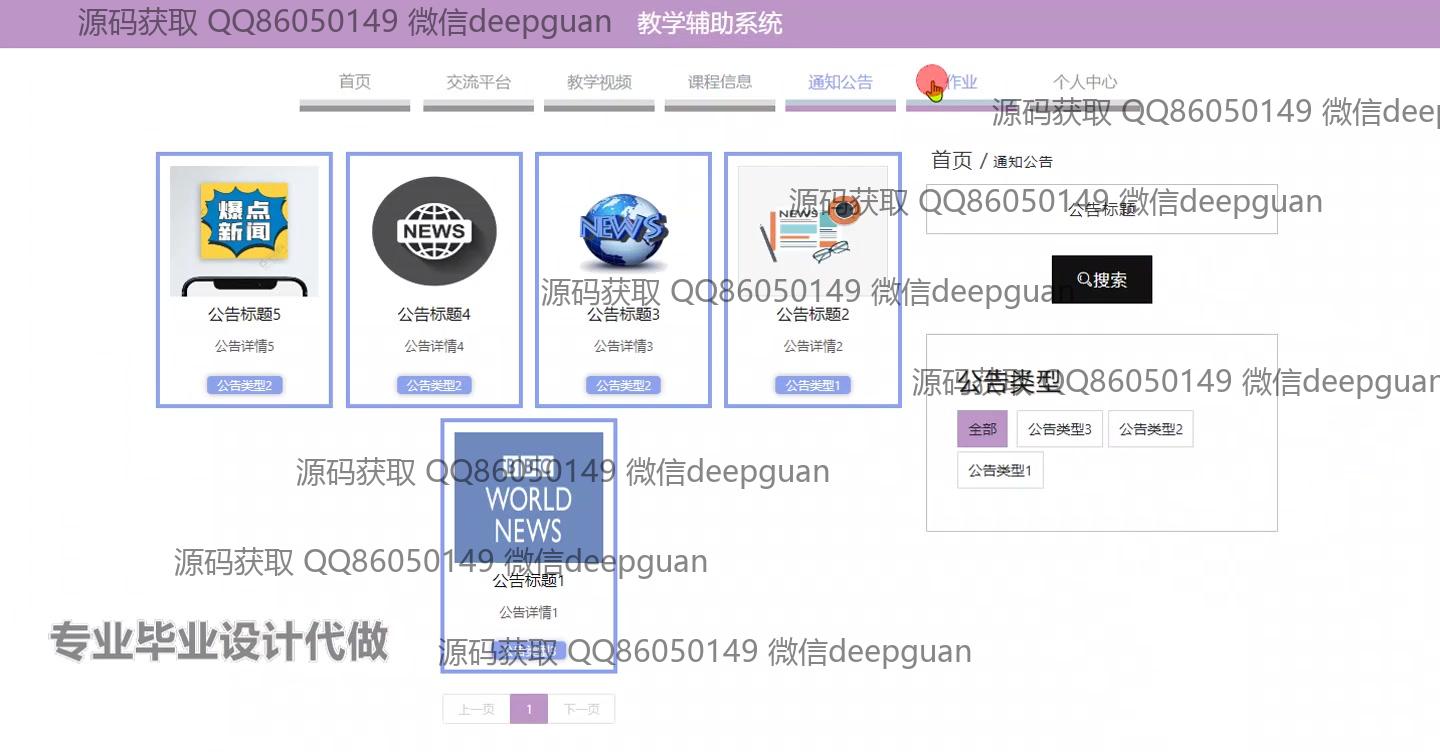 源码获取 QQ86050149 微信deepguan
教学辅助系统
首页 交流平台 教学视频 课程信息 通知公告 作业 个人中心
源码获取 QQ86050149 微信deep
首页 / 通知公告
源码获取 QQ86050149 微信deepguan
公告标题
爆点
新闻
NEWS
NEWS
NEWS
搜索
源码获取 QQ86050149 微信deepguan
公告标题5 公告标题4 公告标题3 公告标题2
公告详情5 公告详情4 公告详情3 公告详情2
公告类型2 公告类型2 公告类型2 公告类型1
源码获取 QQ86050149 微信deepguan
公告类型
全部 公告类型3 公告类型2
公告类型1
BBC
WORLD
NEWS
源码获取 QQ86050149 微信deepguan
源码获取 QQ86050149 微信deepguan
公告标题1
公告详情1
专业毕业设计代做
源码获取 QQ86050149 微信deepguan
上一页 1 下一页